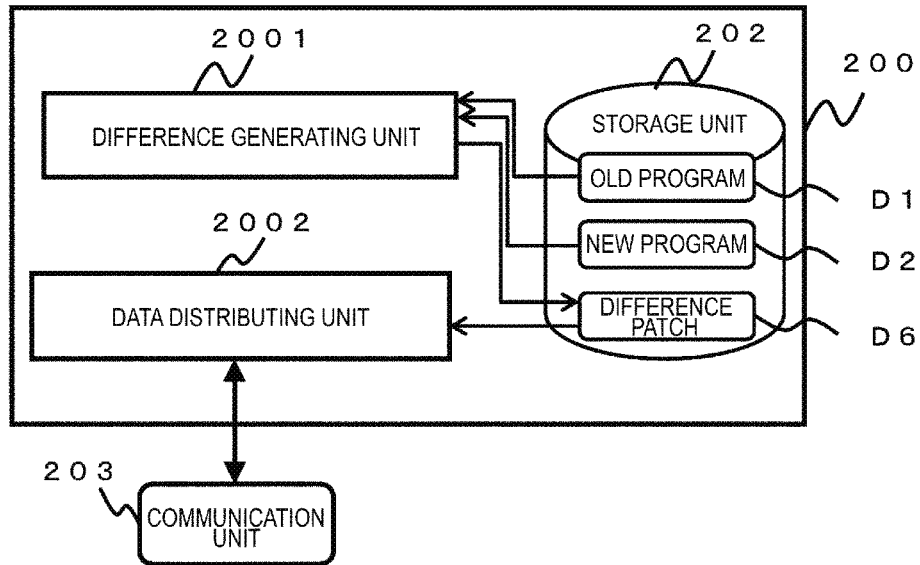 2001
202
200
DIFFERENCE GENERATING UNIT
STORAGE UNIT
OLD PROGRAM
D1
2002
NEW PROGRAM
D2
DATA DISTRIBUTING UNIT
DIFFERENCE
PATCH
D6
203
COMMUNICATION
UNIT